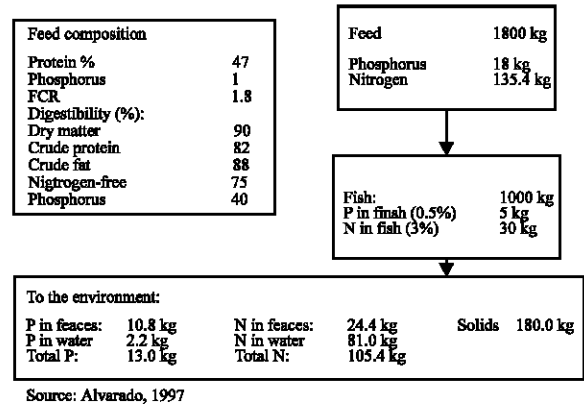 Feed composition
Protein % 47
Phosphorus 1
FCR 1.8
Digestibility (%):
Dry matter 90
Crude protein 82
Crude fat 88
Nigtrogen-free 75
Phosphorus 40
Feed 1800 kg
Phosphorus 18 kg
Nitrogen 135.4 kg
Fish: 1000 kg
P in finsh (0.5%) 5 kg
N in fish (3%) 30 kg
To the environment:
P in feaces: 10.8 kg N in feaces: 24.4 kg Solids 180.0 kg
P in water 2.2 kg N in water 81.0 kg
Total P: 13.0 kg Total N: 105.4 kg
Source: Alvarado, 1997